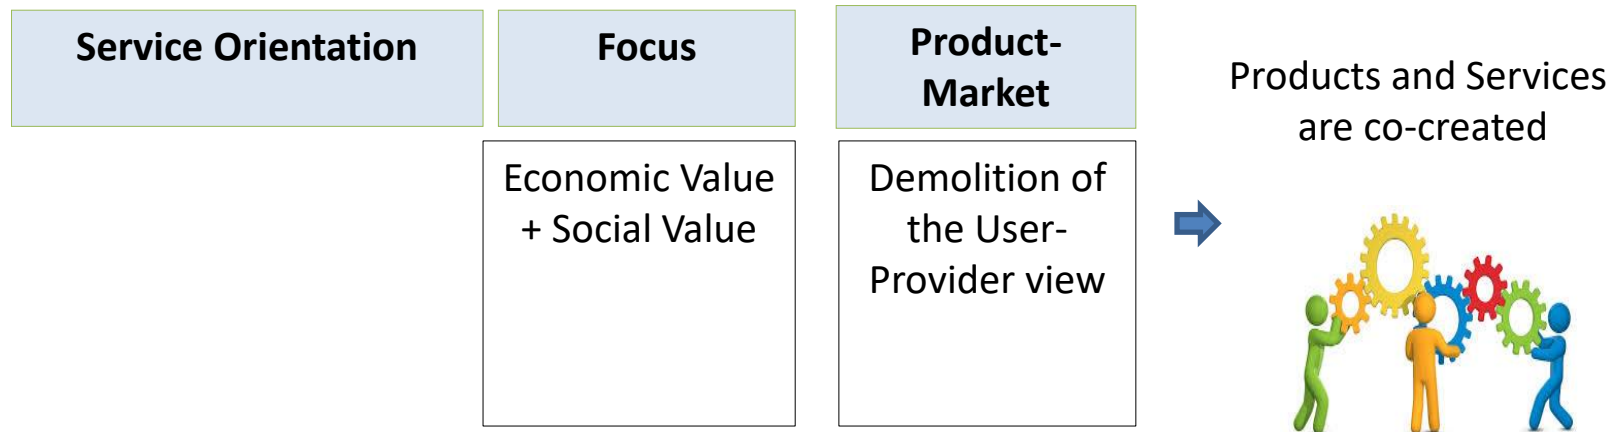 Service Orientation
Focus
Product-
Market
Products and Services
are co-created
Economic Value
+ Social Value
Demolition of
the User-
Provider view